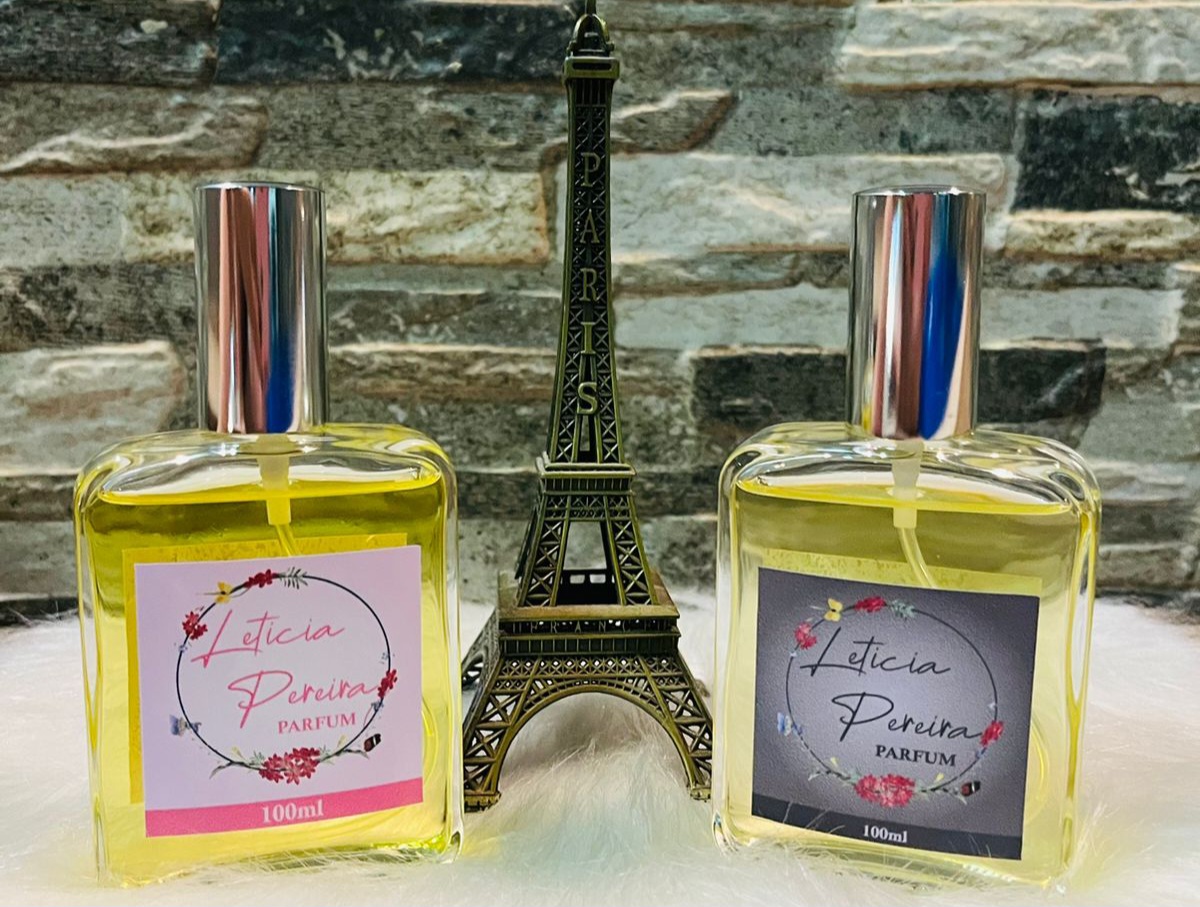 PARIS
Leticia
Pereira
PARFUM
100ml
Leticia
Pereira
PARFUM
100ml